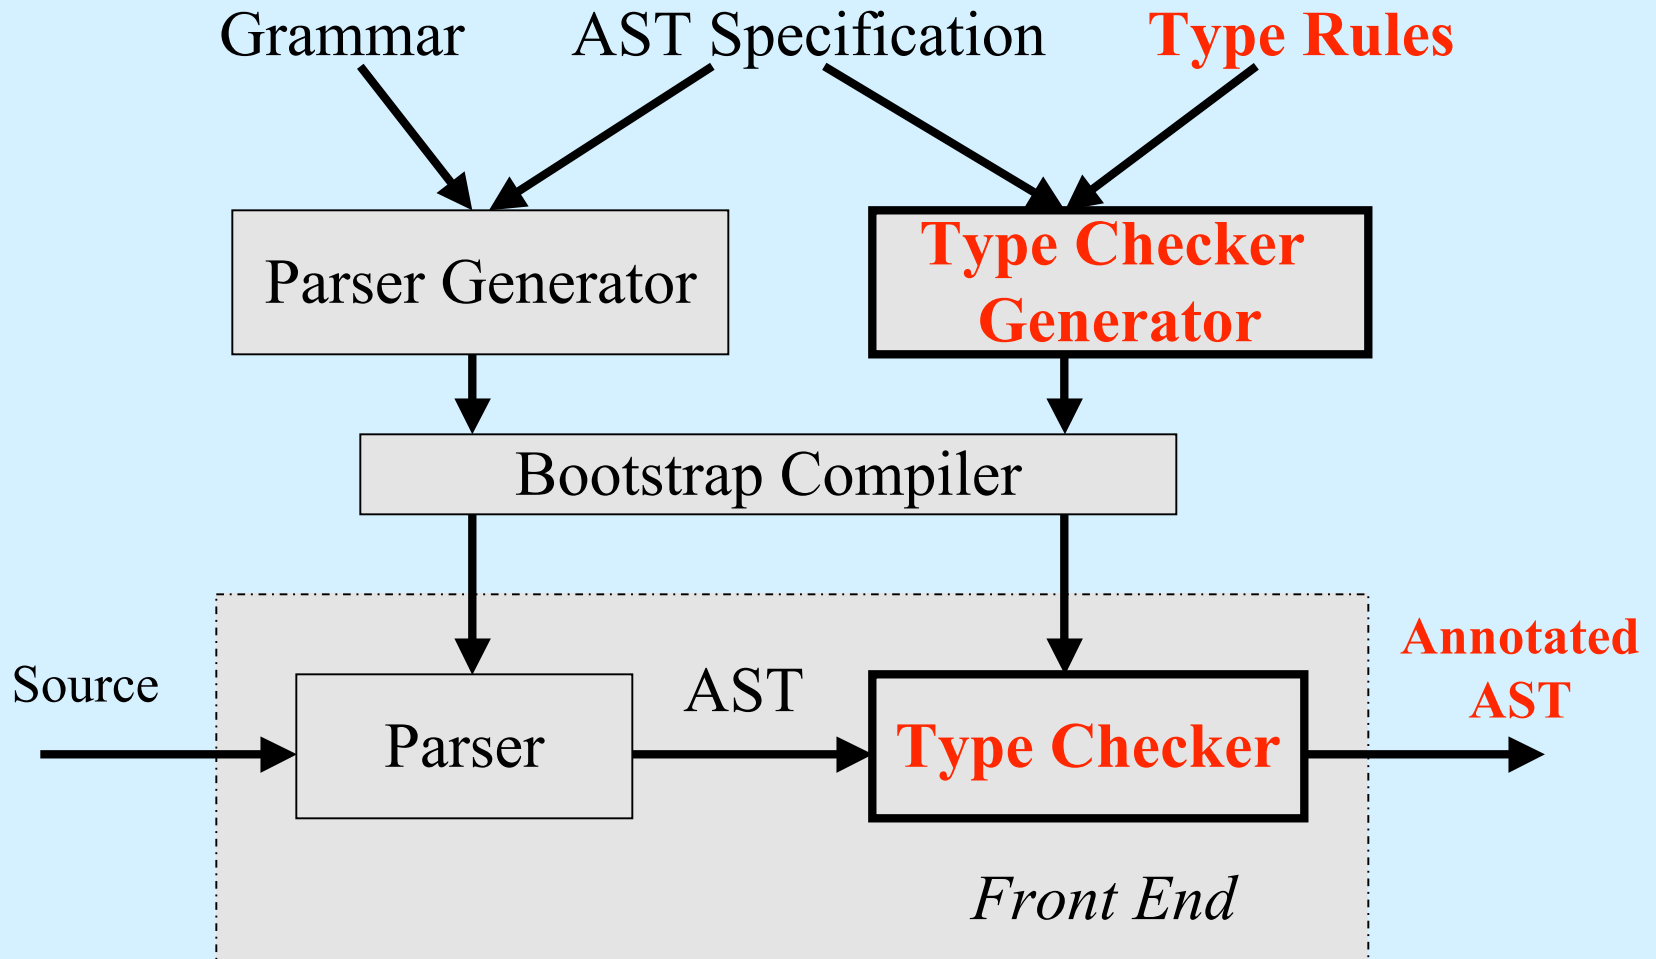 Grammar
AST Specification
Type Rules
Parser Generator
Type Checker
Generator
Bootstrap Compiler
Source
Parser
AST
Type Checker
Annotated
AST
Front End